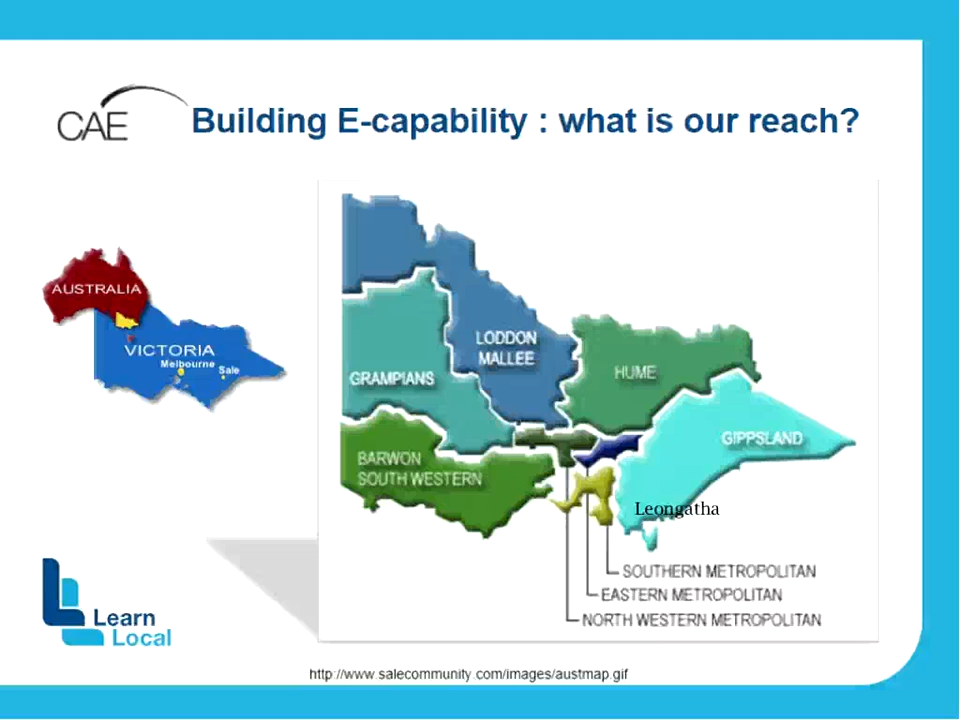 CAE
Building E-capability : what is our reach?
AUSTRALIA
VICTORIA
Melbourne
Sale
LODDON
MALLEE
GRAMPIANS
HUME
GIPPSLAND
BARWON
SOUTH WESTERN
Leongatha
SOUTHERN METROPOLITAN
EASTERN METROPOLITAN
NORTH WESTERN METROPOLITAN
Learn
Local
http://www.salecommunity.com/images/austmap.gif